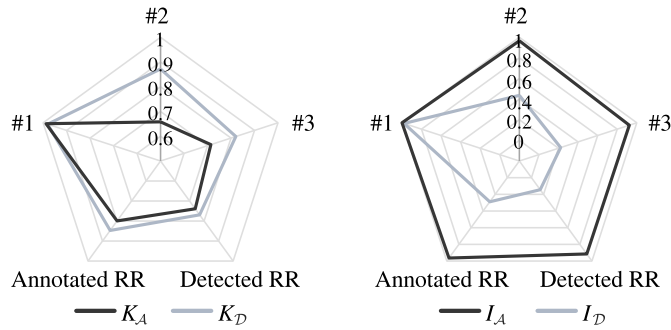 #2
1
0.9
0.8
0.7
0.6
#1
#3
Annotated RR
Detected RR
K𝒜
K𝒟
#2
1
0.8
0.6
0.4
0.2
0
#1
#3
Annotated RR
Detected RR
I𝒜
I𝒟